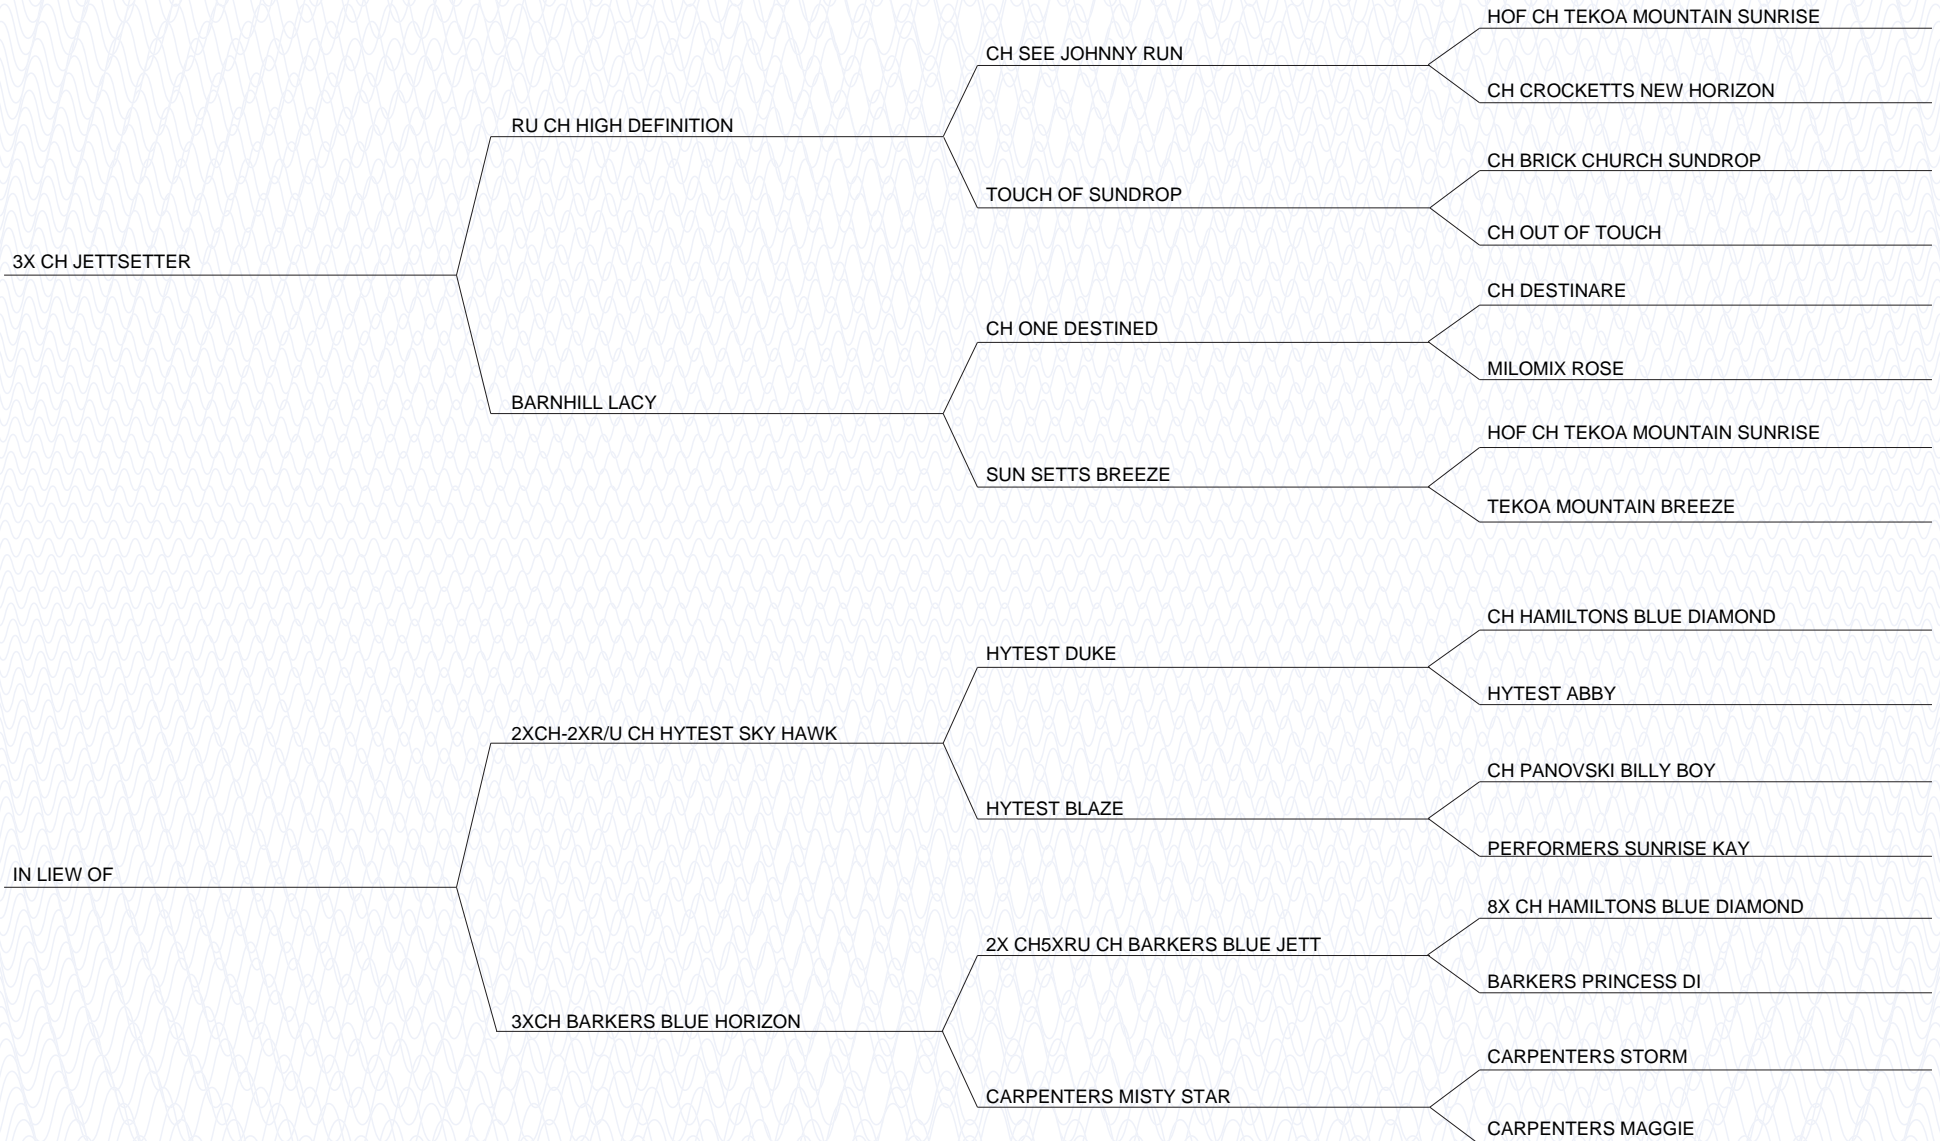 HOF CH TEKOA MOUNTAIN SUNRISE
CH SEE JOHNNY RUN
CH CROCKETTS NEW HORIZON
RU CH HIGH DEFINITION
CH BRICK CHURCH SUNDROP
TOUCH OF SUNDROP
CH OUT OF TOUCH
3X CH JETTSETTER
CH DESTINARE
CH ONE DESTINED
MILOMIX ROSE
BARNHILL LACY
HOF CH TEKOA MOUNTAIN SUNRISE
SUN SETTS BREEZE
TEKOA MOUNTAIN BREEZE
CH HAMILTONS BLUE DIAMOND
HYTEST DUKE
HYTEST ABBY
2XCH-2XR/U CH HYTEST SKY HAWK
CH PANOVSKI BILLY BOY
HYTEST BLAZE
PERFORMERS SUNRISE KAY
IN LIEW OF
8X CH HAMILTONS BLUE DIAMOND
2X CH5XRU CH BARKERS BLUE JETT
BARKERS PRINCESS DI
3XCH BARKERS BLUE HORIZON
CARPENTERS STORM
CARPENTERS MISTY STAR
CARPENTERS MAGGIE